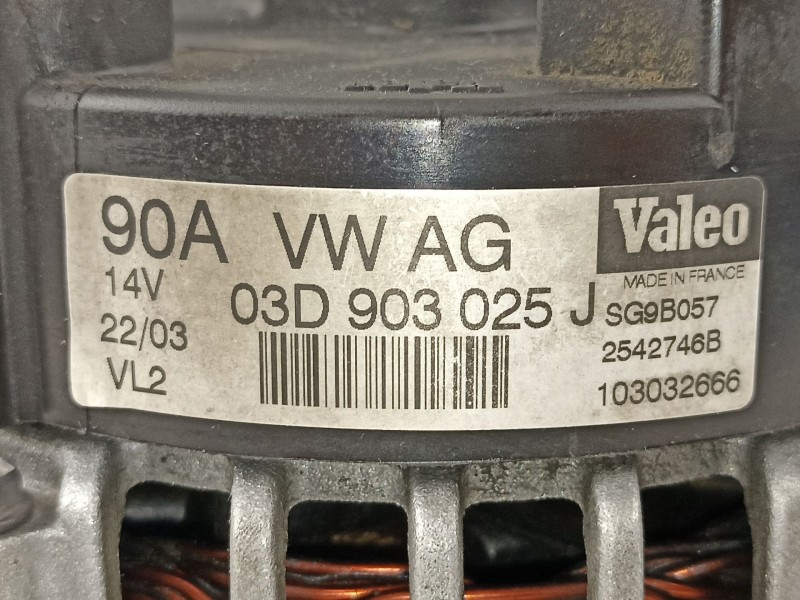 90A VW AG Valeo
14V MADE IN FRANCE
03D 903 025 J SG9B057
22/03 2542746B
VL2 103032666